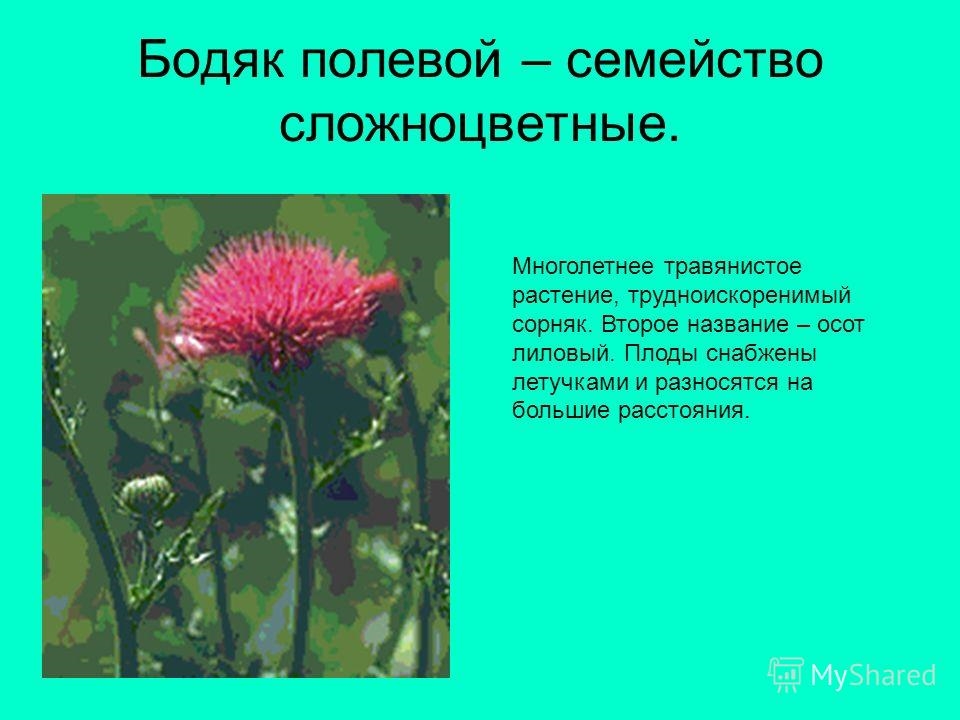 Бодяк полевой – семейство
сложноцветные.
Многолетнее травянистое
растение, трудноискоренимый
сорняк. Второе название – осот
лиловый. Плоды снабжены
летучками и разносятся на
большие расстояния.
MyShared